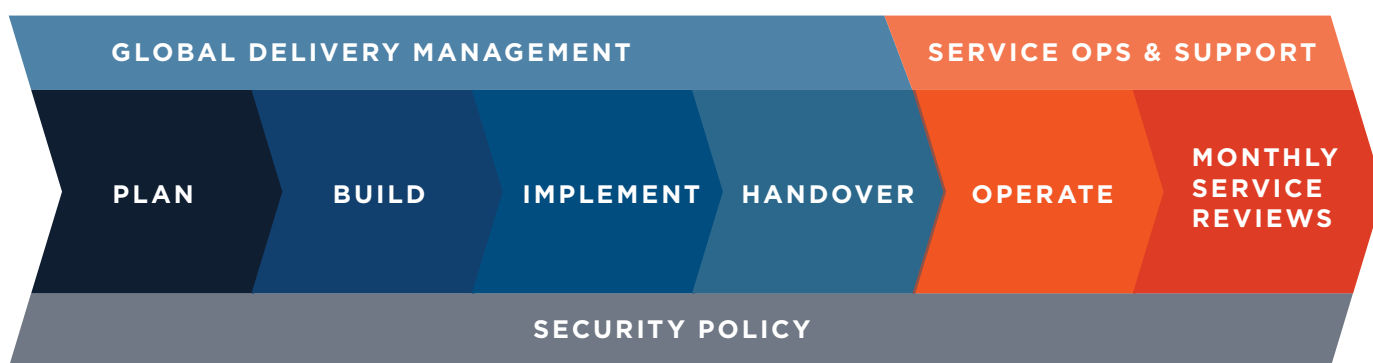 GLOBAL DELIVERY MANAGEMENT
SERVICE OPS & SUPPORT
PLAN
BUILD
IMPLEMENT
HANDOVER
OPERATE
MONTHLY
SERVICE
REVIEWS
SECURITY POLICY